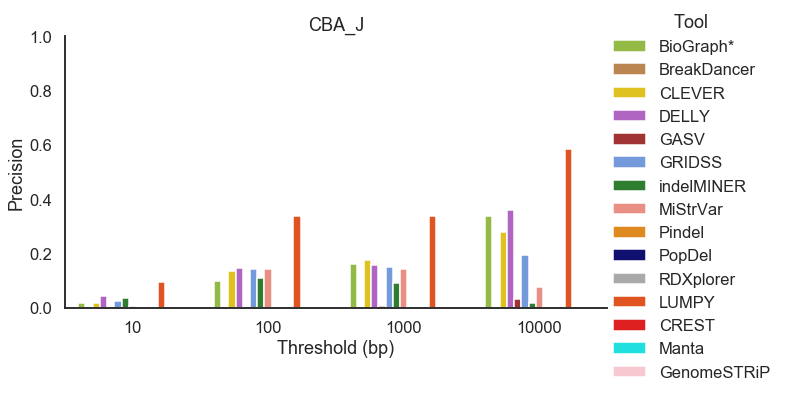 CBA_J
Precision
1.0
0.8
0.6
0.4
0.2
0.0
10
100
1000
10000
Threshold (bp)
Tool
BioGraph*
BreakDancer
CLEVER
DELLY
GASV
GRIDSS
indelMINER
MiStrVar
Pindel
PopDel
RDXplorer
LUMPY
CREST
Manta
GenomeSTRiP